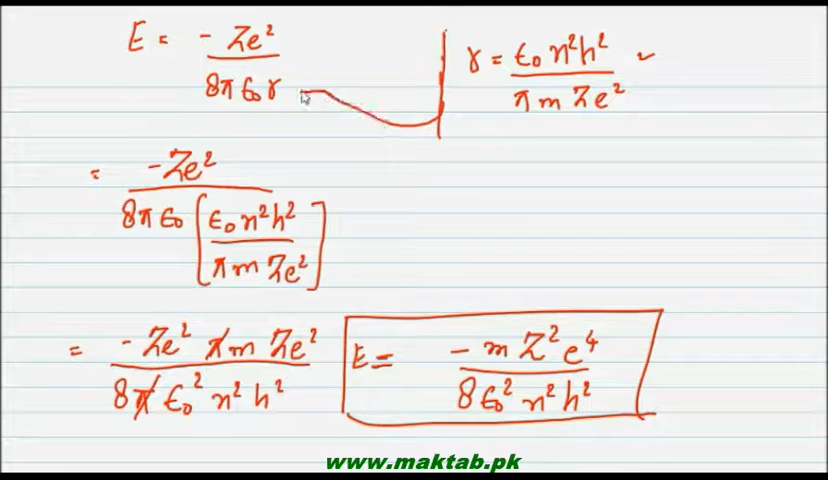 E = -Ze²/8πε₀r
r = ε₀n²h²/πmZe² ✓
= -Ze²/8πε₀[ε₀n²h²/πmZe²]
= -Ze² πmZe²/8πε₀²n²h²
E = -mZ²e⁴/8ε₀²n²h²
www.maktab.pk